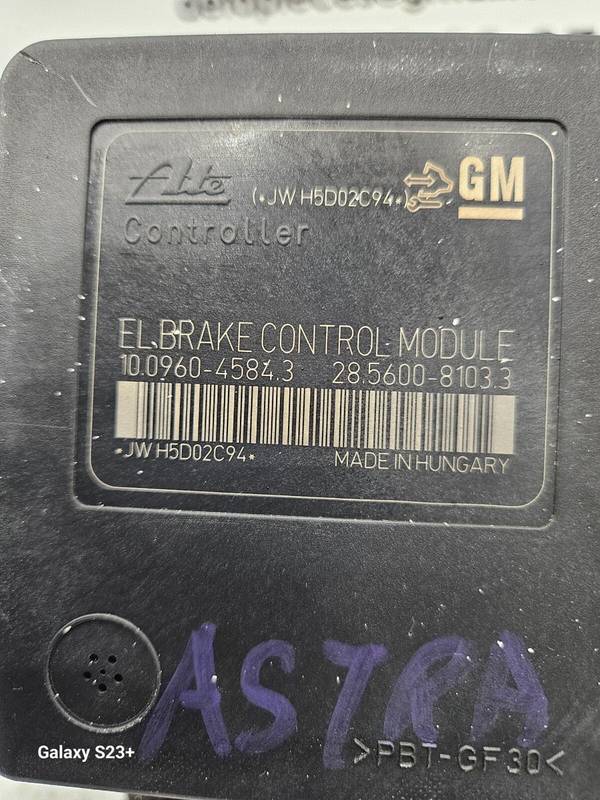 Ate
(*JW H5D02C94*) GM
Controller
EL.BRAKE CONTROL MODULE
10.0960-4584.3 28.5600-8103.3
*JW H5D02C94* MADE IN HUNGARY
ASTRA
Galaxy S23+ >PBT-GF30<